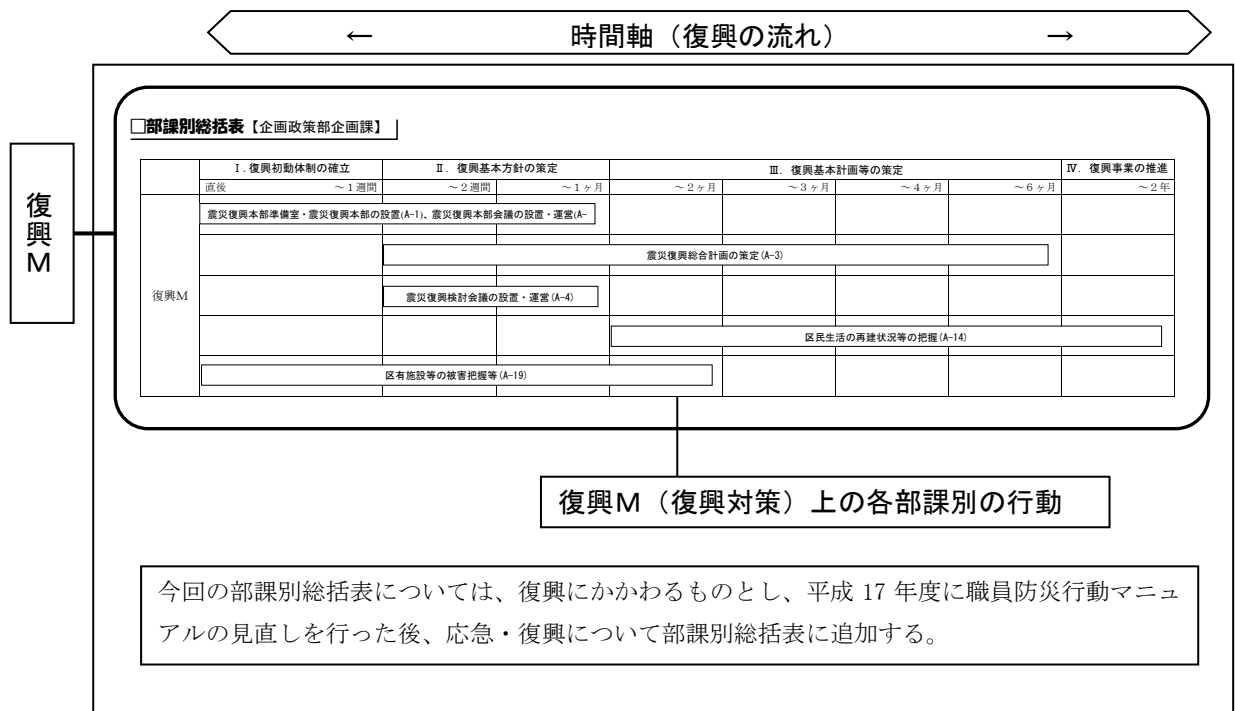 ← 時間軸（復興の流れ） →
□部課別総括表【企画政策部企画課】
Ⅰ．復興初動体制の確立 Ⅱ．復興基本方針の策定 Ⅲ．復興基本計画等の策定 Ⅳ．復興事業の推進
直後 ～１週間 ～２週間 ～１ヶ月 ～２ヶ月 ～３ヶ月 ～４ヶ月 ～６ヶ月 ～２年
復興M
震災復興本部準備室・震災復興本部の設置(A-1)、震災復興本部会議の設置・運営(A-
震災復興総合計画の策定(A-3)
復興M
震災復興検討会議の設置・運営(A-4)
区民生活の再建状況等の把握(A-14)
区有施設等の被害把握等(A-19)
復興M（復興対策）上の各部課別の行動
今回の部課別総括表については、復興にかかわるものとし、平成 17 年度に職員防災行動マニュ
アルの見直しを行った後、応急・復興について部課別総括表に追加する。